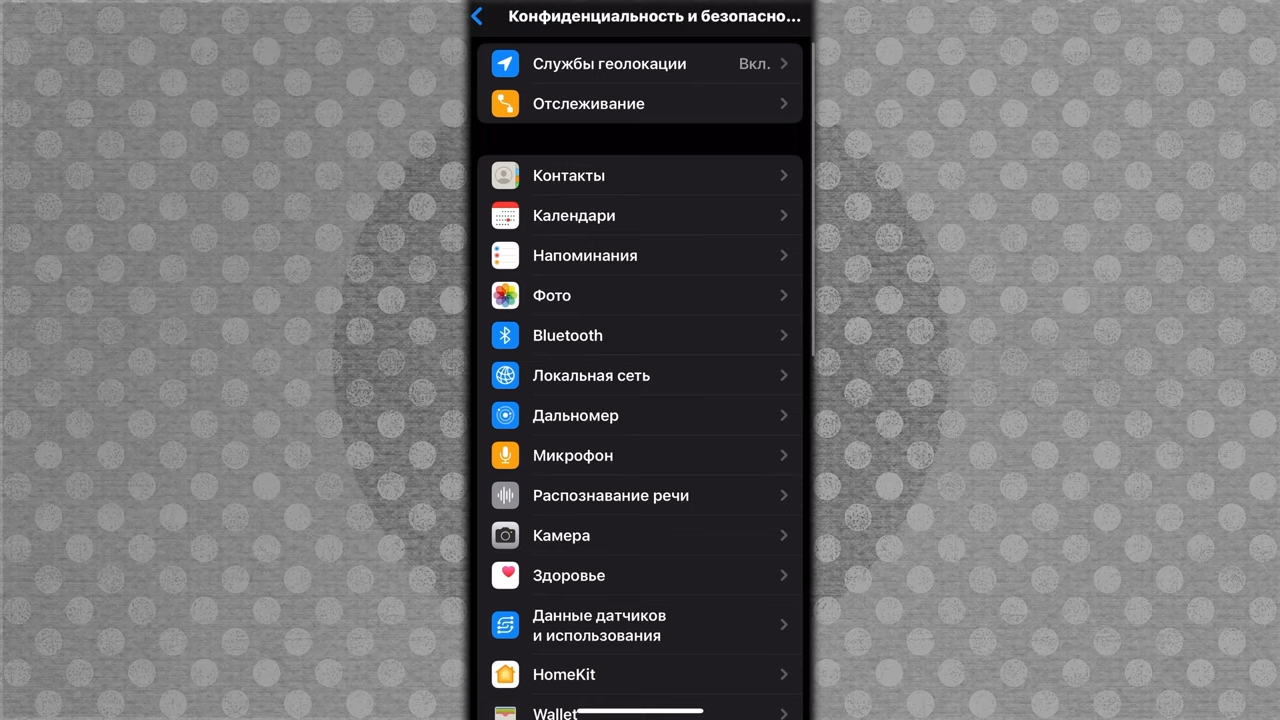 Конфиденциальность и безопасно...
Службы геолокации Вкл.
Отслеживание
Контакты
Календари
Напоминания
Фото
Bluetooth
Локальная сеть
Дальномер
Микрофон
Распознавание речи
Камера
Здоровье
Данные датчиков
и использования
HomeKit
Wallet